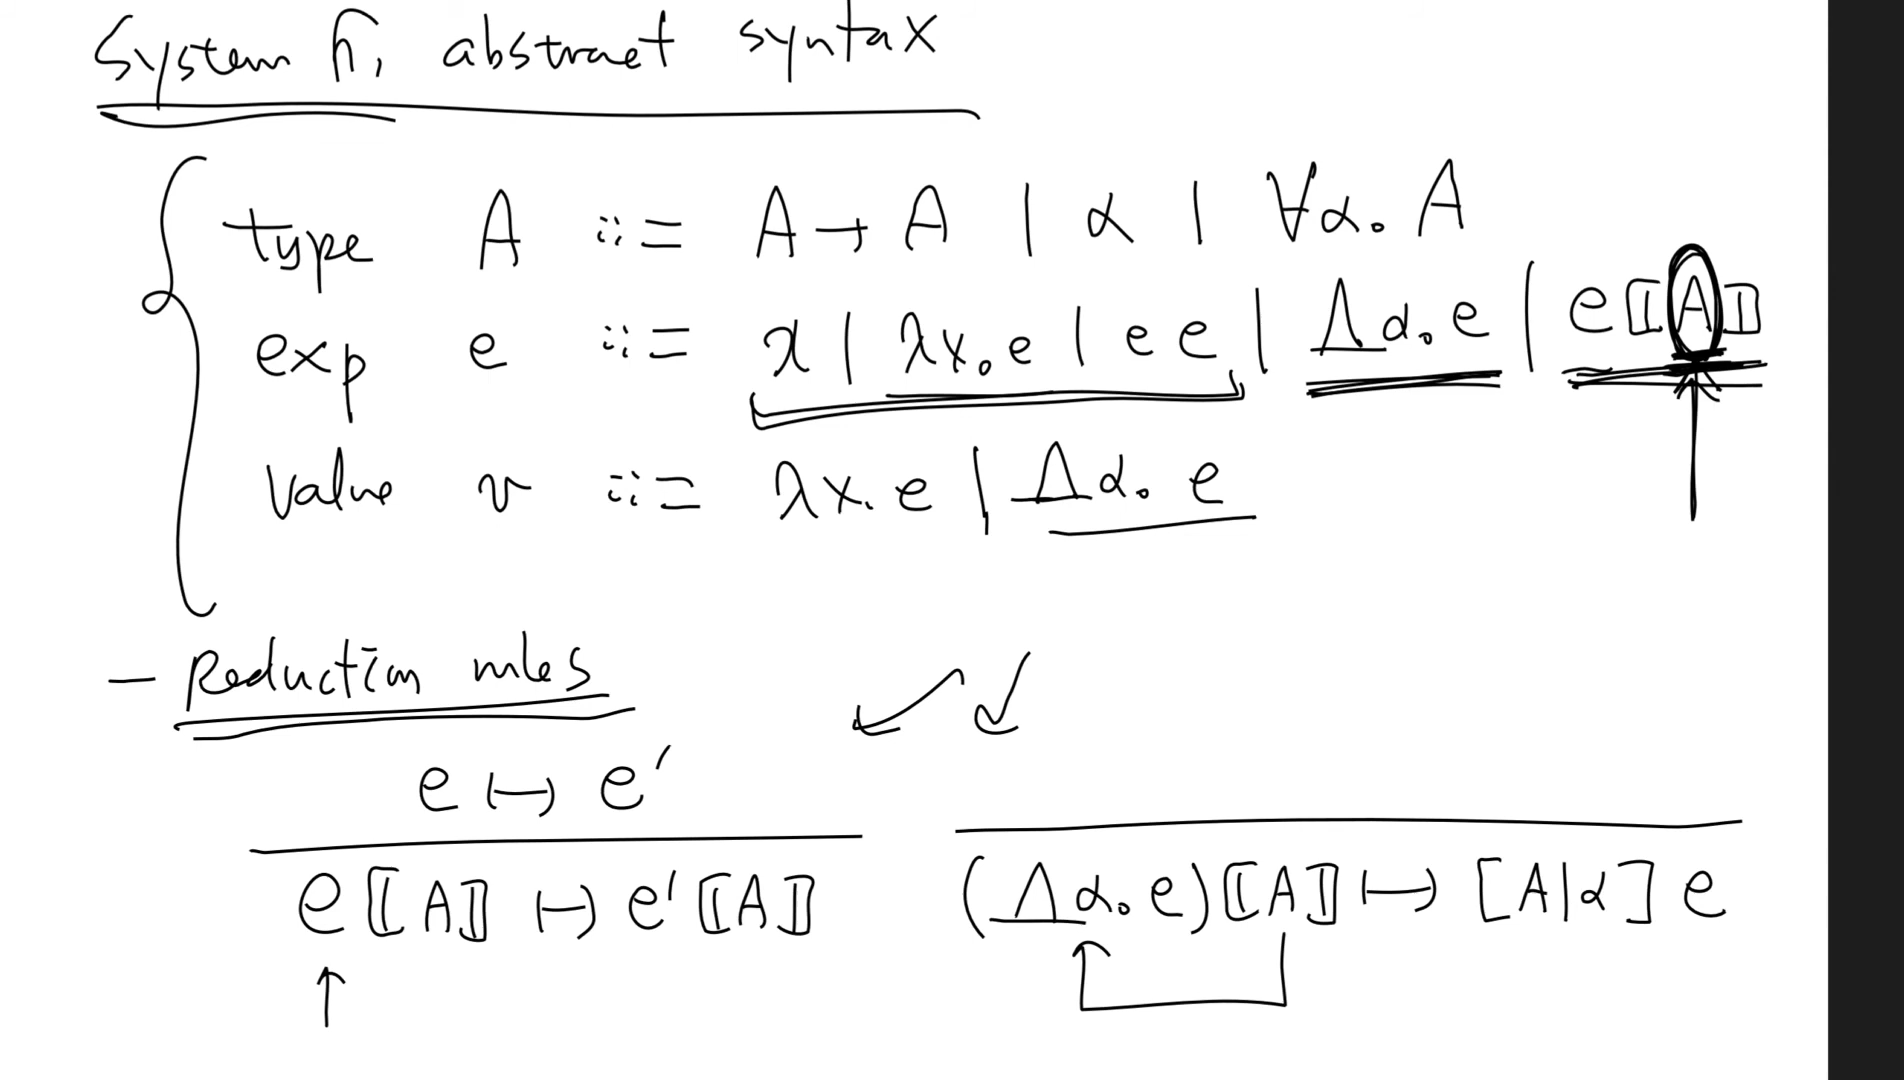 System F, abstract syntax
type A ::= A → A | α | ∀α. A
exp e ::= x | λx. e | e e | Λα. e | e⟦A⟧
value v ::= λx. e | Λα. e
- Reduction rules
e ↦ e'
e⟦A⟧ ↦ e'⟦A⟧ (Λα. e)⟦A⟧ ↦ [A/α] e